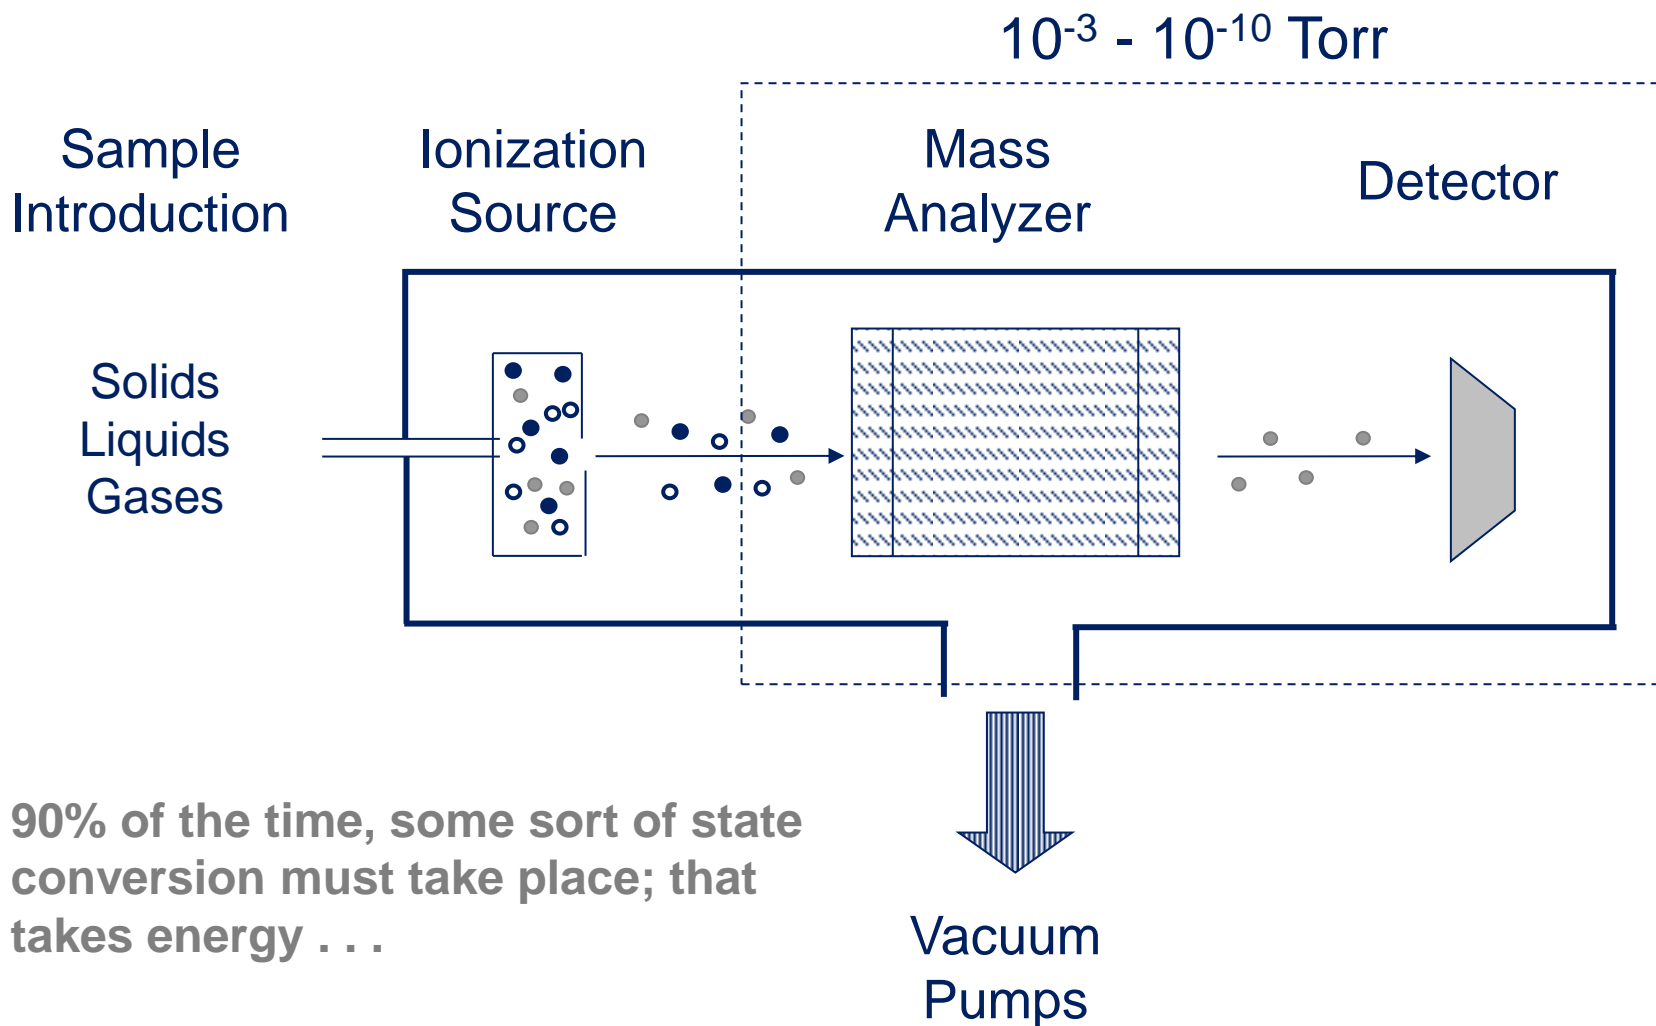 10⁻³ - 10⁻¹⁰ Torr
Sample
Introduction
Ionization
Source
Mass
Analyzer
Detector
Solids
Liquids
Gases
90% of the time, some sort of state
conversion must take place; that
takes energy . . .
Vacuum
Pumps